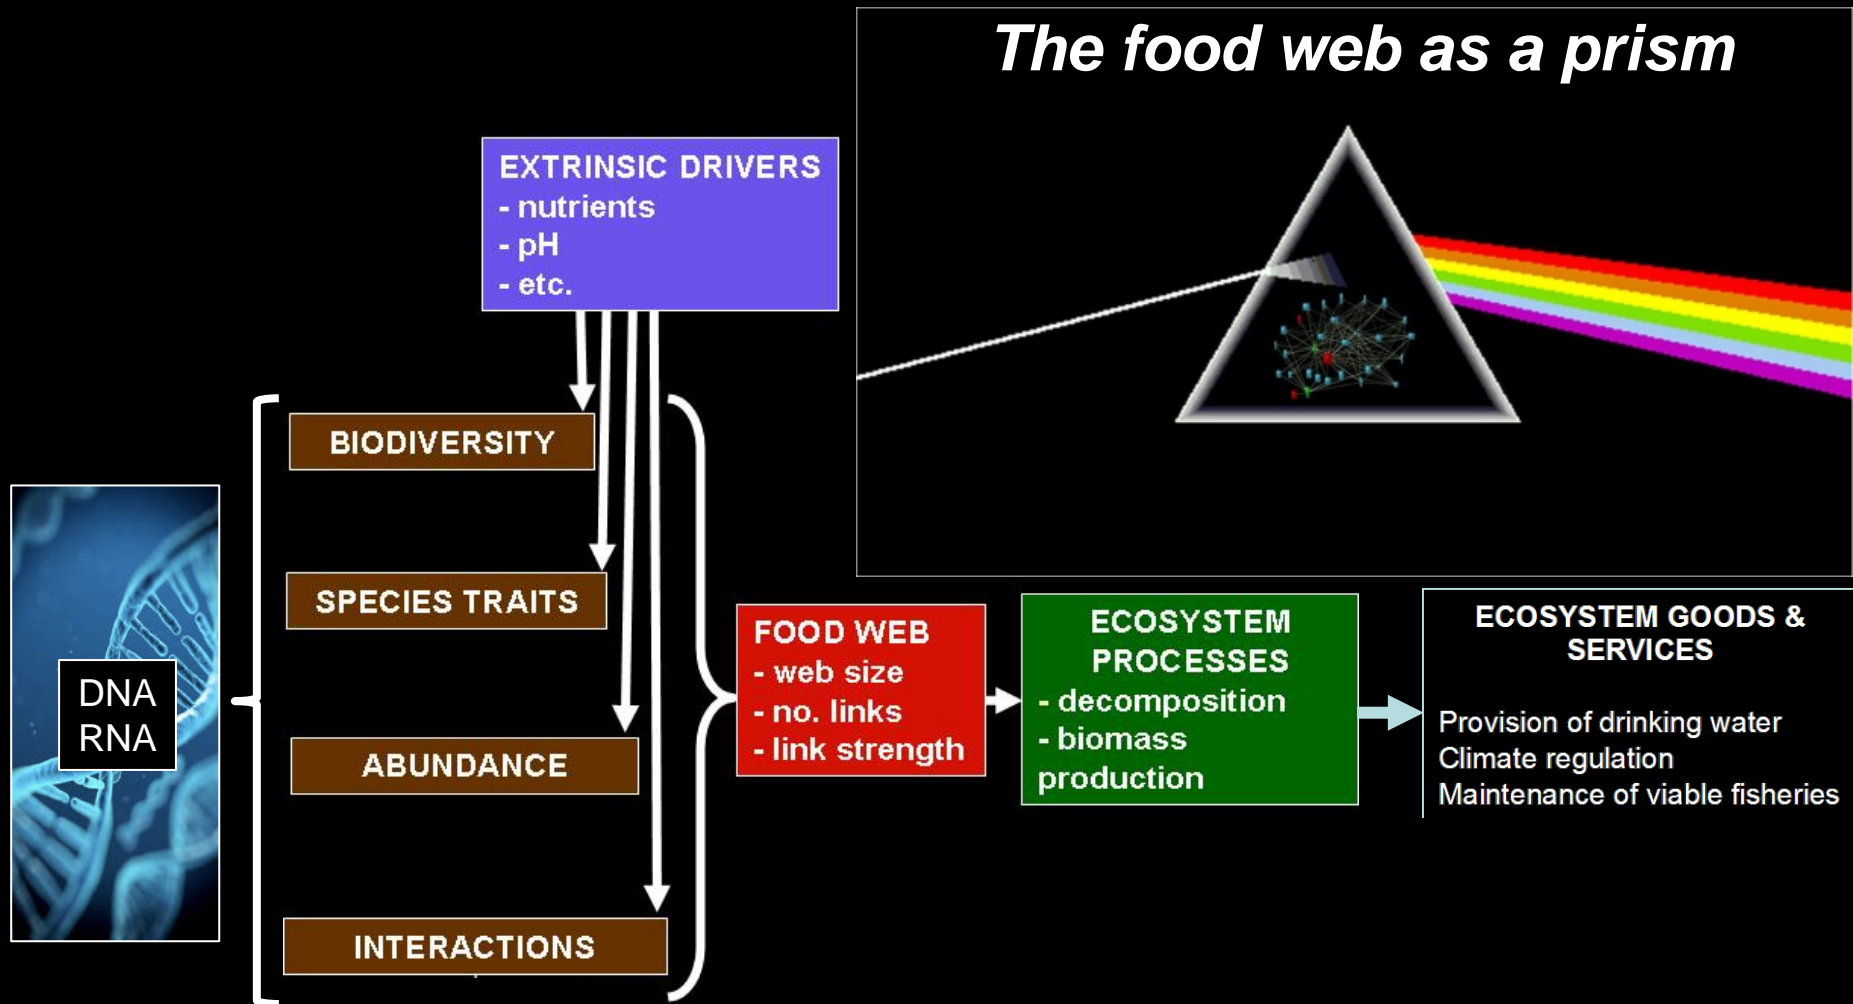 The food web as a prism
EXTRINSIC DRIVERS
- nutrients
- pH
- etc.
BIODIVERSITY
SPECIES TRAITS
ABUNDANCE
INTERACTIONS
DNA
RNA
FOOD WEB
- web size
- no. links
- link strength
ECOSYSTEM
PROCESSES
- decomposition
- biomass
production
ECOSYSTEM GOODS &
SERVICES
Provision of drinking water
Climate regulation
Maintenance of viable fisheries